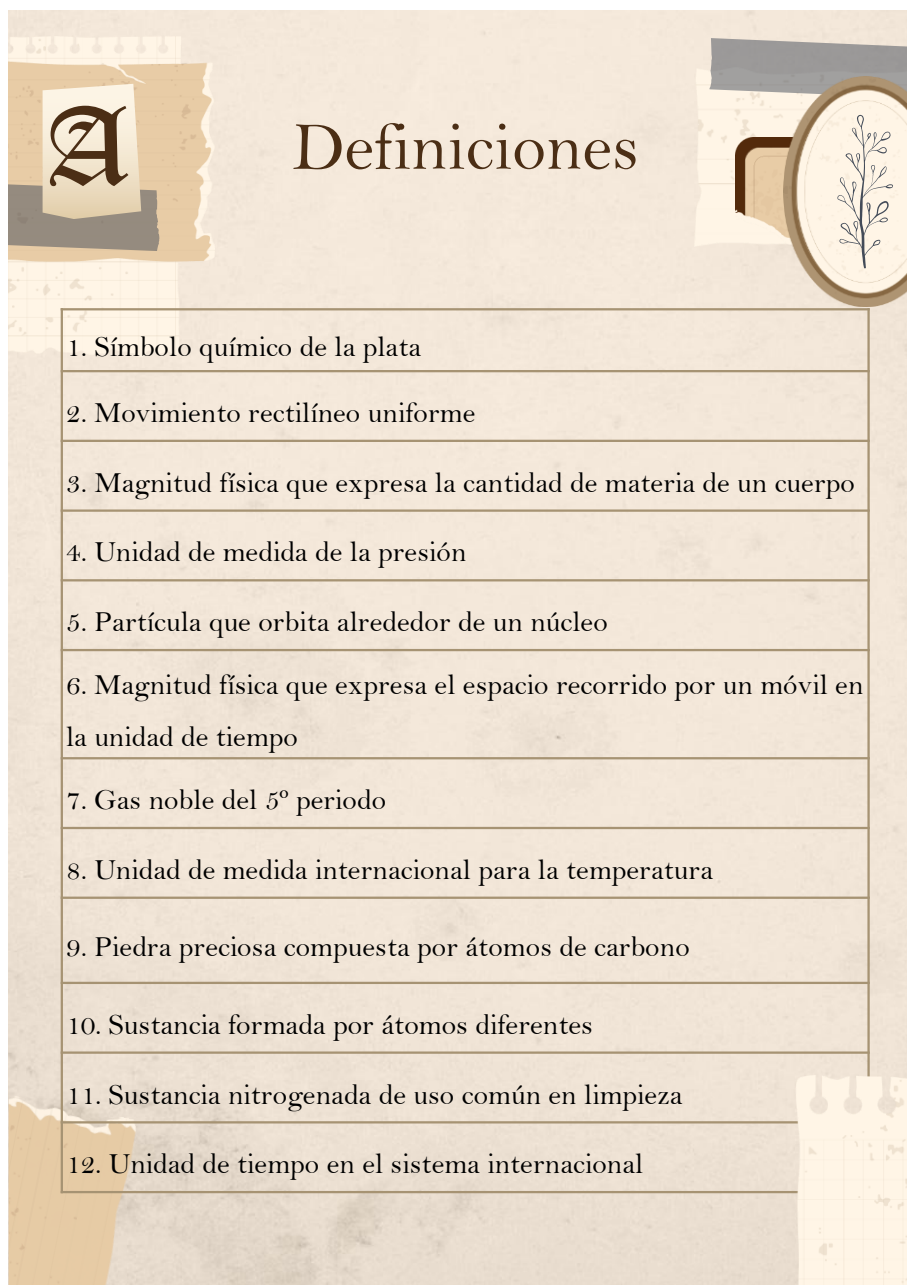 A
Definiciones
1. Símbolo químico de la plata
2. Movimiento rectilíneo uniforme
3. Magnitud física que expresa la cantidad de materia de un cuerpo
4. Unidad de medida de la presión
5. Partícula que orbita alrededor de un núcleo
6. Magnitud física que expresa el espacio recorrido por un móvil en
la unidad de tiempo
7. Gas noble del 5º periodo
8. Unidad de medida internacional para la temperatura
9. Piedra preciosa compuesta por átomos de carbono
10. Sustancia formada por átomos diferentes
11. Sustancia nitrogenada de uso común en limpieza
12. Unidad de tiempo en el sistema internacional